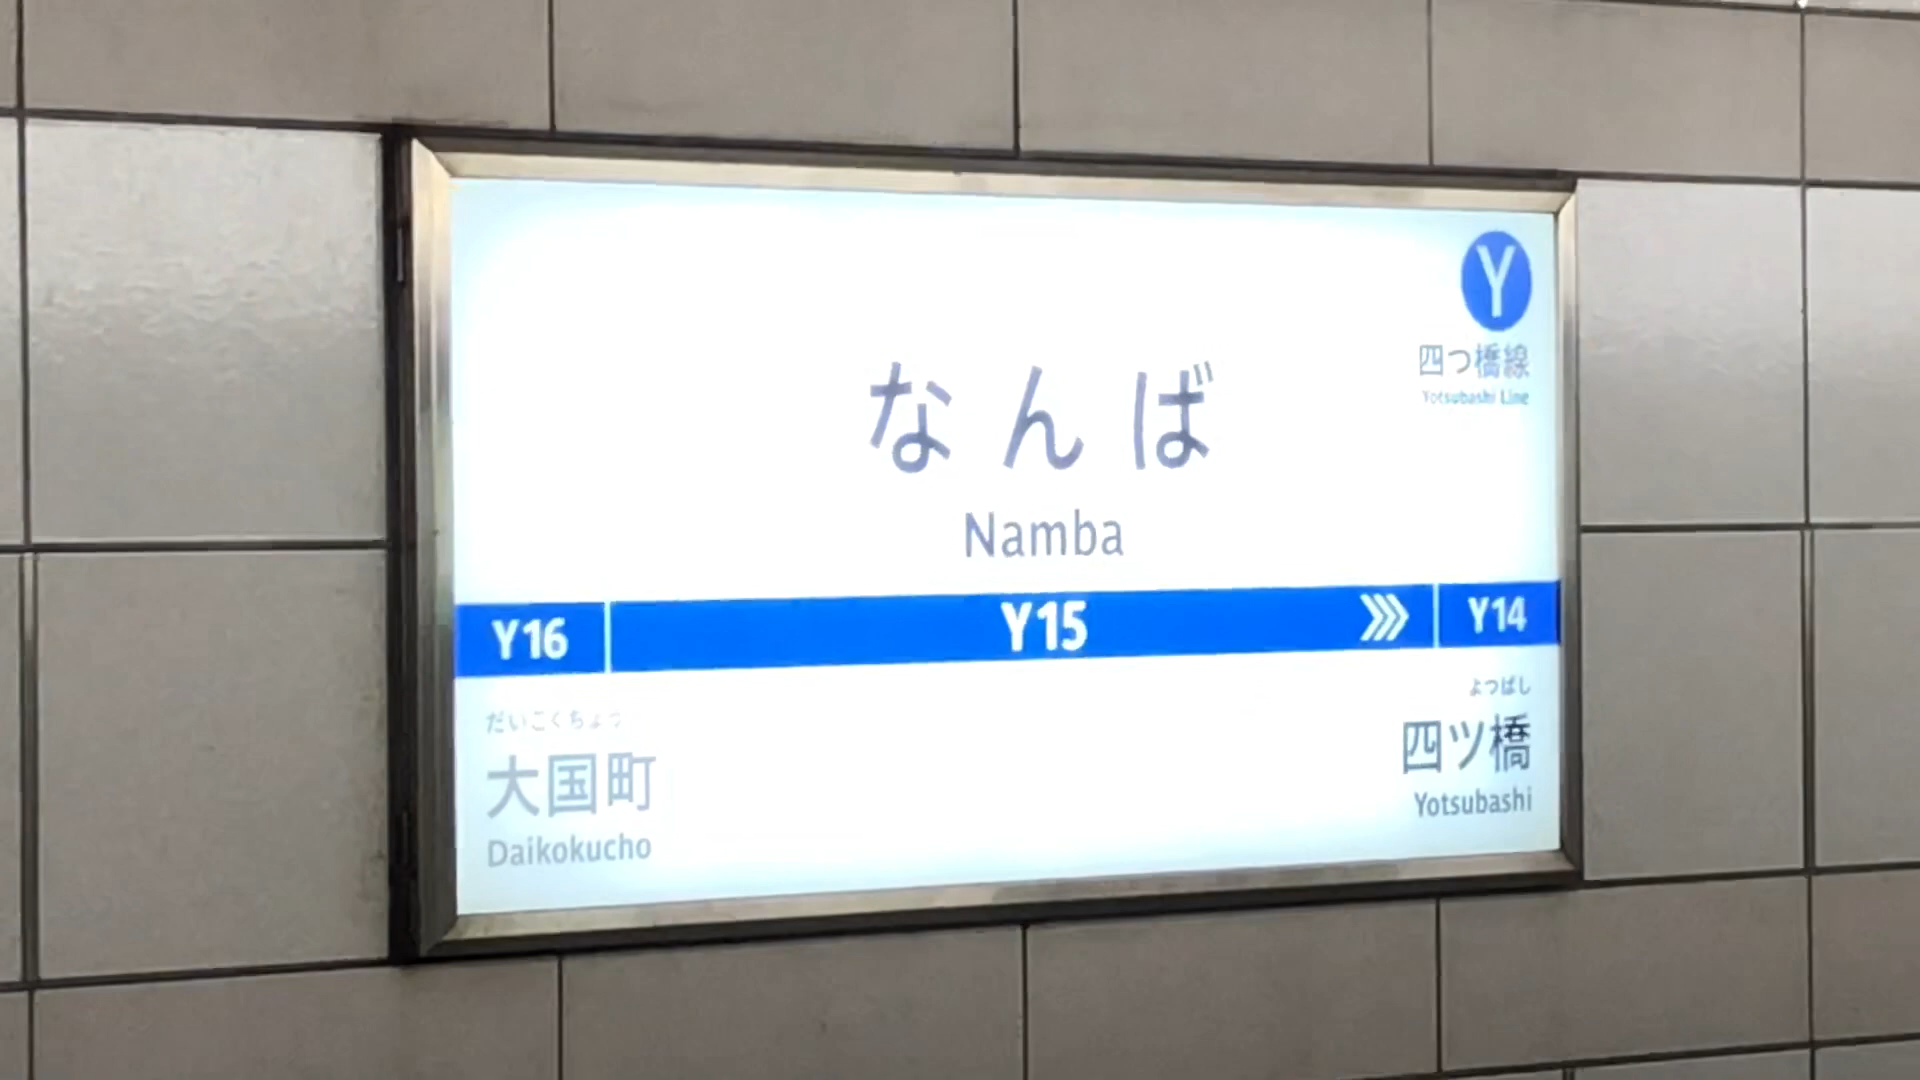 Y
四つ橋線
Yotsubashi Line
なんば
Namba
Y16 Y15 Y14
だいこくちょう
大国町
Daikokucho
よつばし
四ツ橋
Yotsubashi